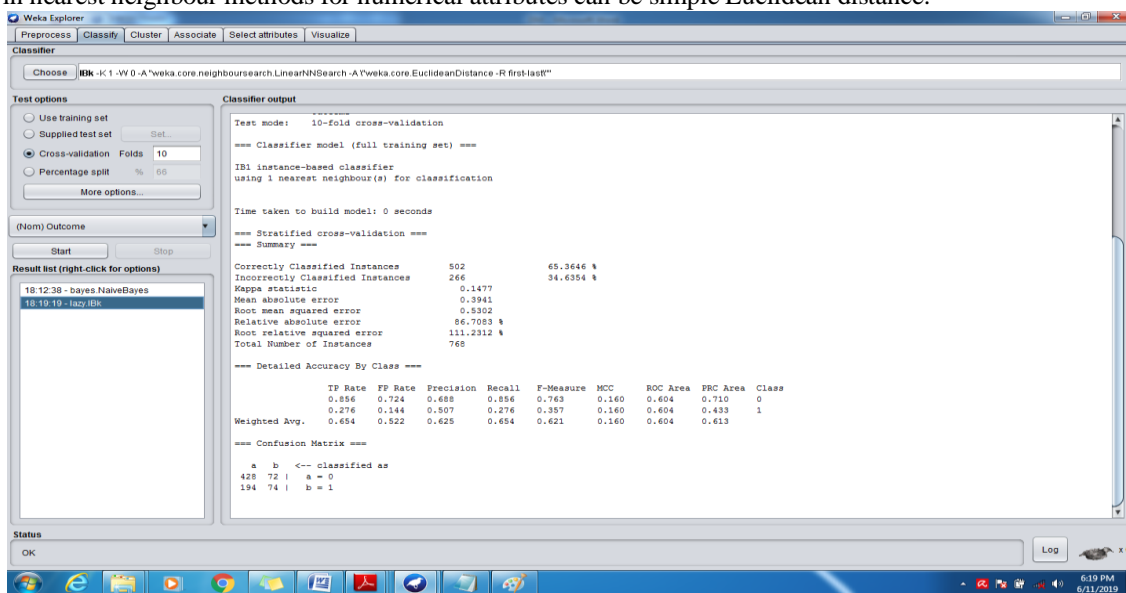 in nearest neighbour methods for numerical attributes can be simple Euclidean distance.
Weka Explorer
Preprocess Classify Cluster Associate Select attributes Visualize
Classifier
Choose IBk -K 1 -W 0 -A "weka.core.neighboursearch.LinearNNSearch -A \"weka.core.EuclideanDistance -R first-last\""
Test options
Use training set
Supplied test set Set...
Cross-validation Folds 10
Percentage split % 66
More options...
(Nom) Outcome
Start Stop
Result list (right-click for options)
18:12:38 - bayes.NaiveBayes
18:19:19 - lazy.IBk
Classifier output
Test mode: 10-fold cross-validation
=== Classifier model (full training set) ===
IB1 instance-based classifier
using 1 nearest neighbour(s) for classification
Time taken to build model: 0 seconds
=== Stratified cross-validation ===
=== Summary ===
Correctly Classified Instances 502 65.3646 %
Incorrectly Classified Instances 266 34.6354 %
Kappa statistic 0.1477
Mean absolute error 0.3941
Root mean squared error 0.5302
Relative absolute error 86.7083 %
Root relative squared error 111.2312 %
Total Number of Instances 768
=== Detailed Accuracy By Class ===
TP Rate FP Rate Precision Recall F-Measure MCC ROC Area PRC Area Class
0.856 0.724 0.688 0.856 0.763 0.160 0.604 0.710 0
0.276 0.144 0.507 0.276 0.357 0.160 0.604 0.433 1
Weighted Avg. 0.654 0.522 0.625 0.654 0.621 0.160 0.604 0.613
=== Confusion Matrix ===
a b <-- classified as
428 72 | a = 0
194 74 | b = 1
Status
OK
Log
x
6:19 PM
6/11/2019